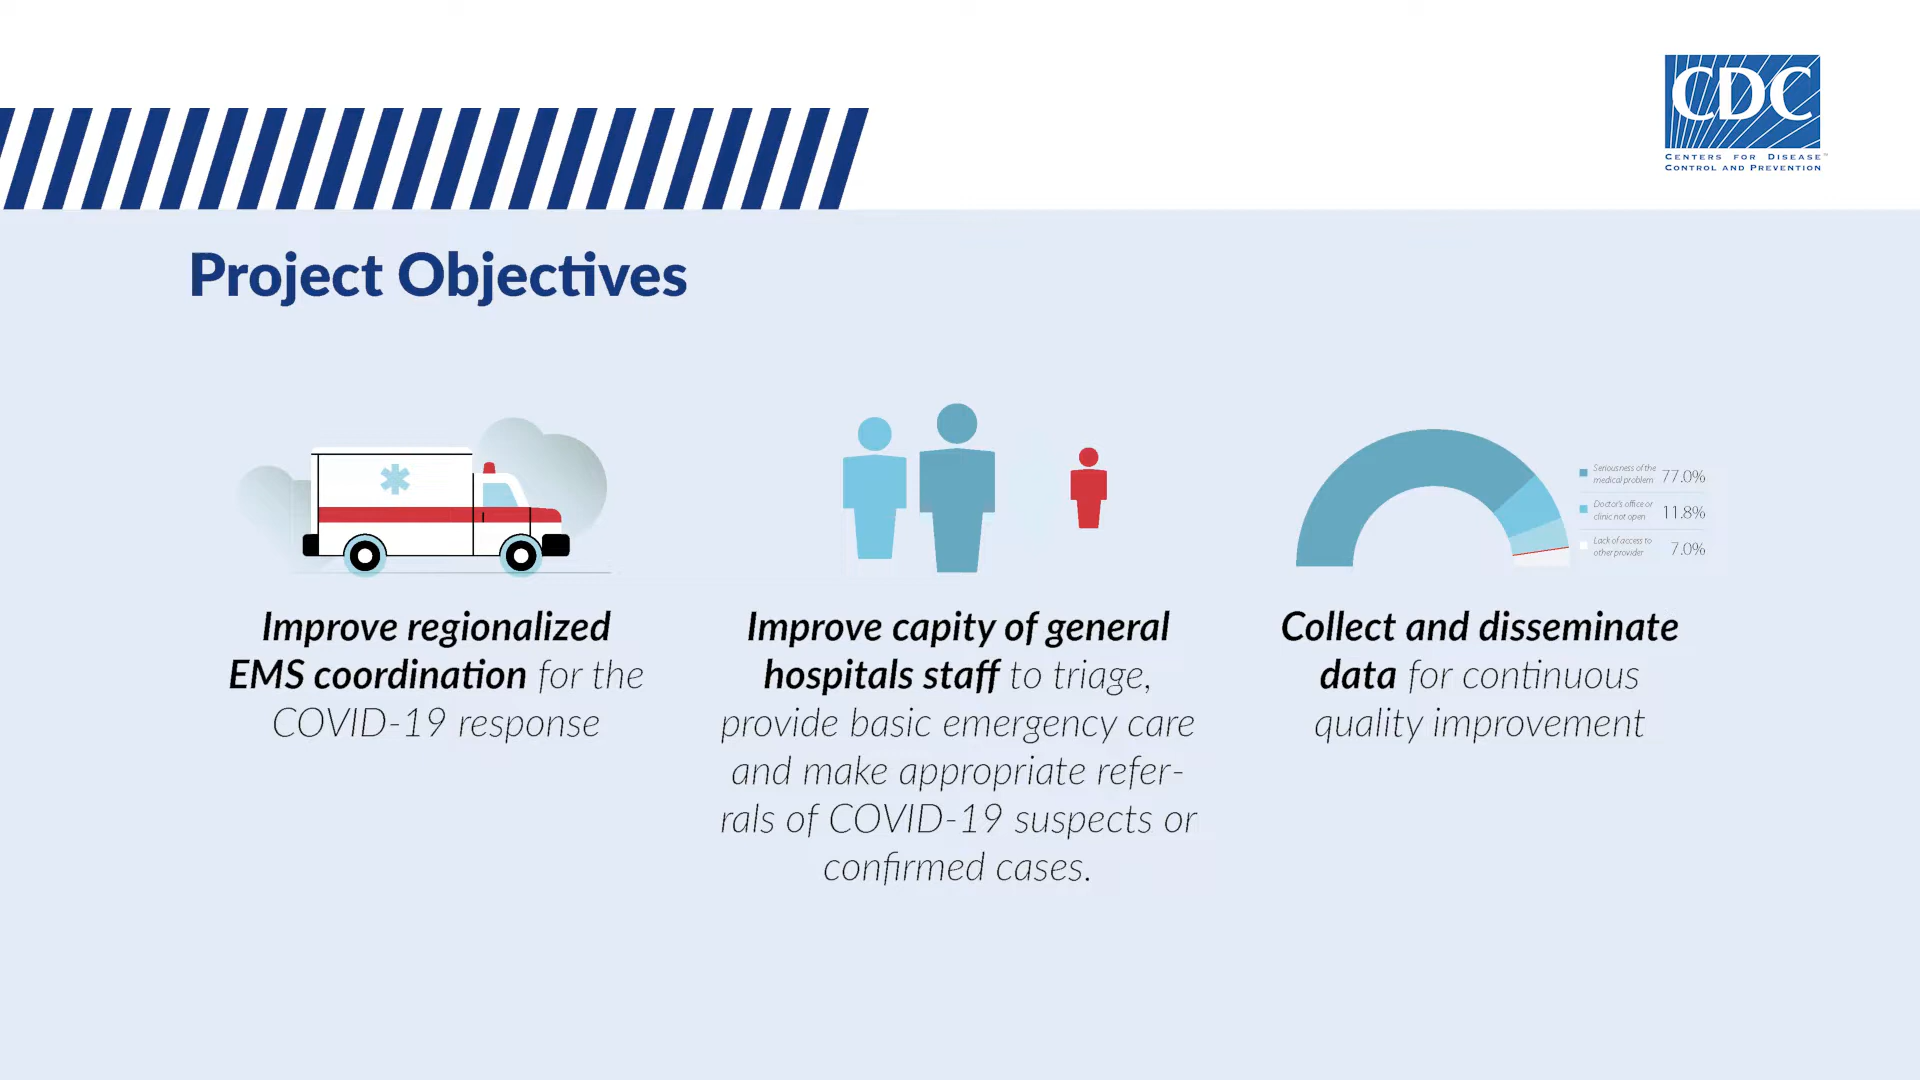 CDC
CENTERS FOR DISEASE™
CONTROL AND PREVENTION
Project Objectives
Seriousness of the
medical problem 77.0%
Doctor's office or
clinic not open 11.8%
Lack of access to
other provider 7.0%
Improve regionalized
EMS coordination for the
COVID-19 response
Improve capity of general
hospitals staff to triage,
provide basic emergency care
and make appropriate refer-
rals of COVID-19 suspects or
confirmed cases.
Collect and disseminate
data for continuous
quality improvement